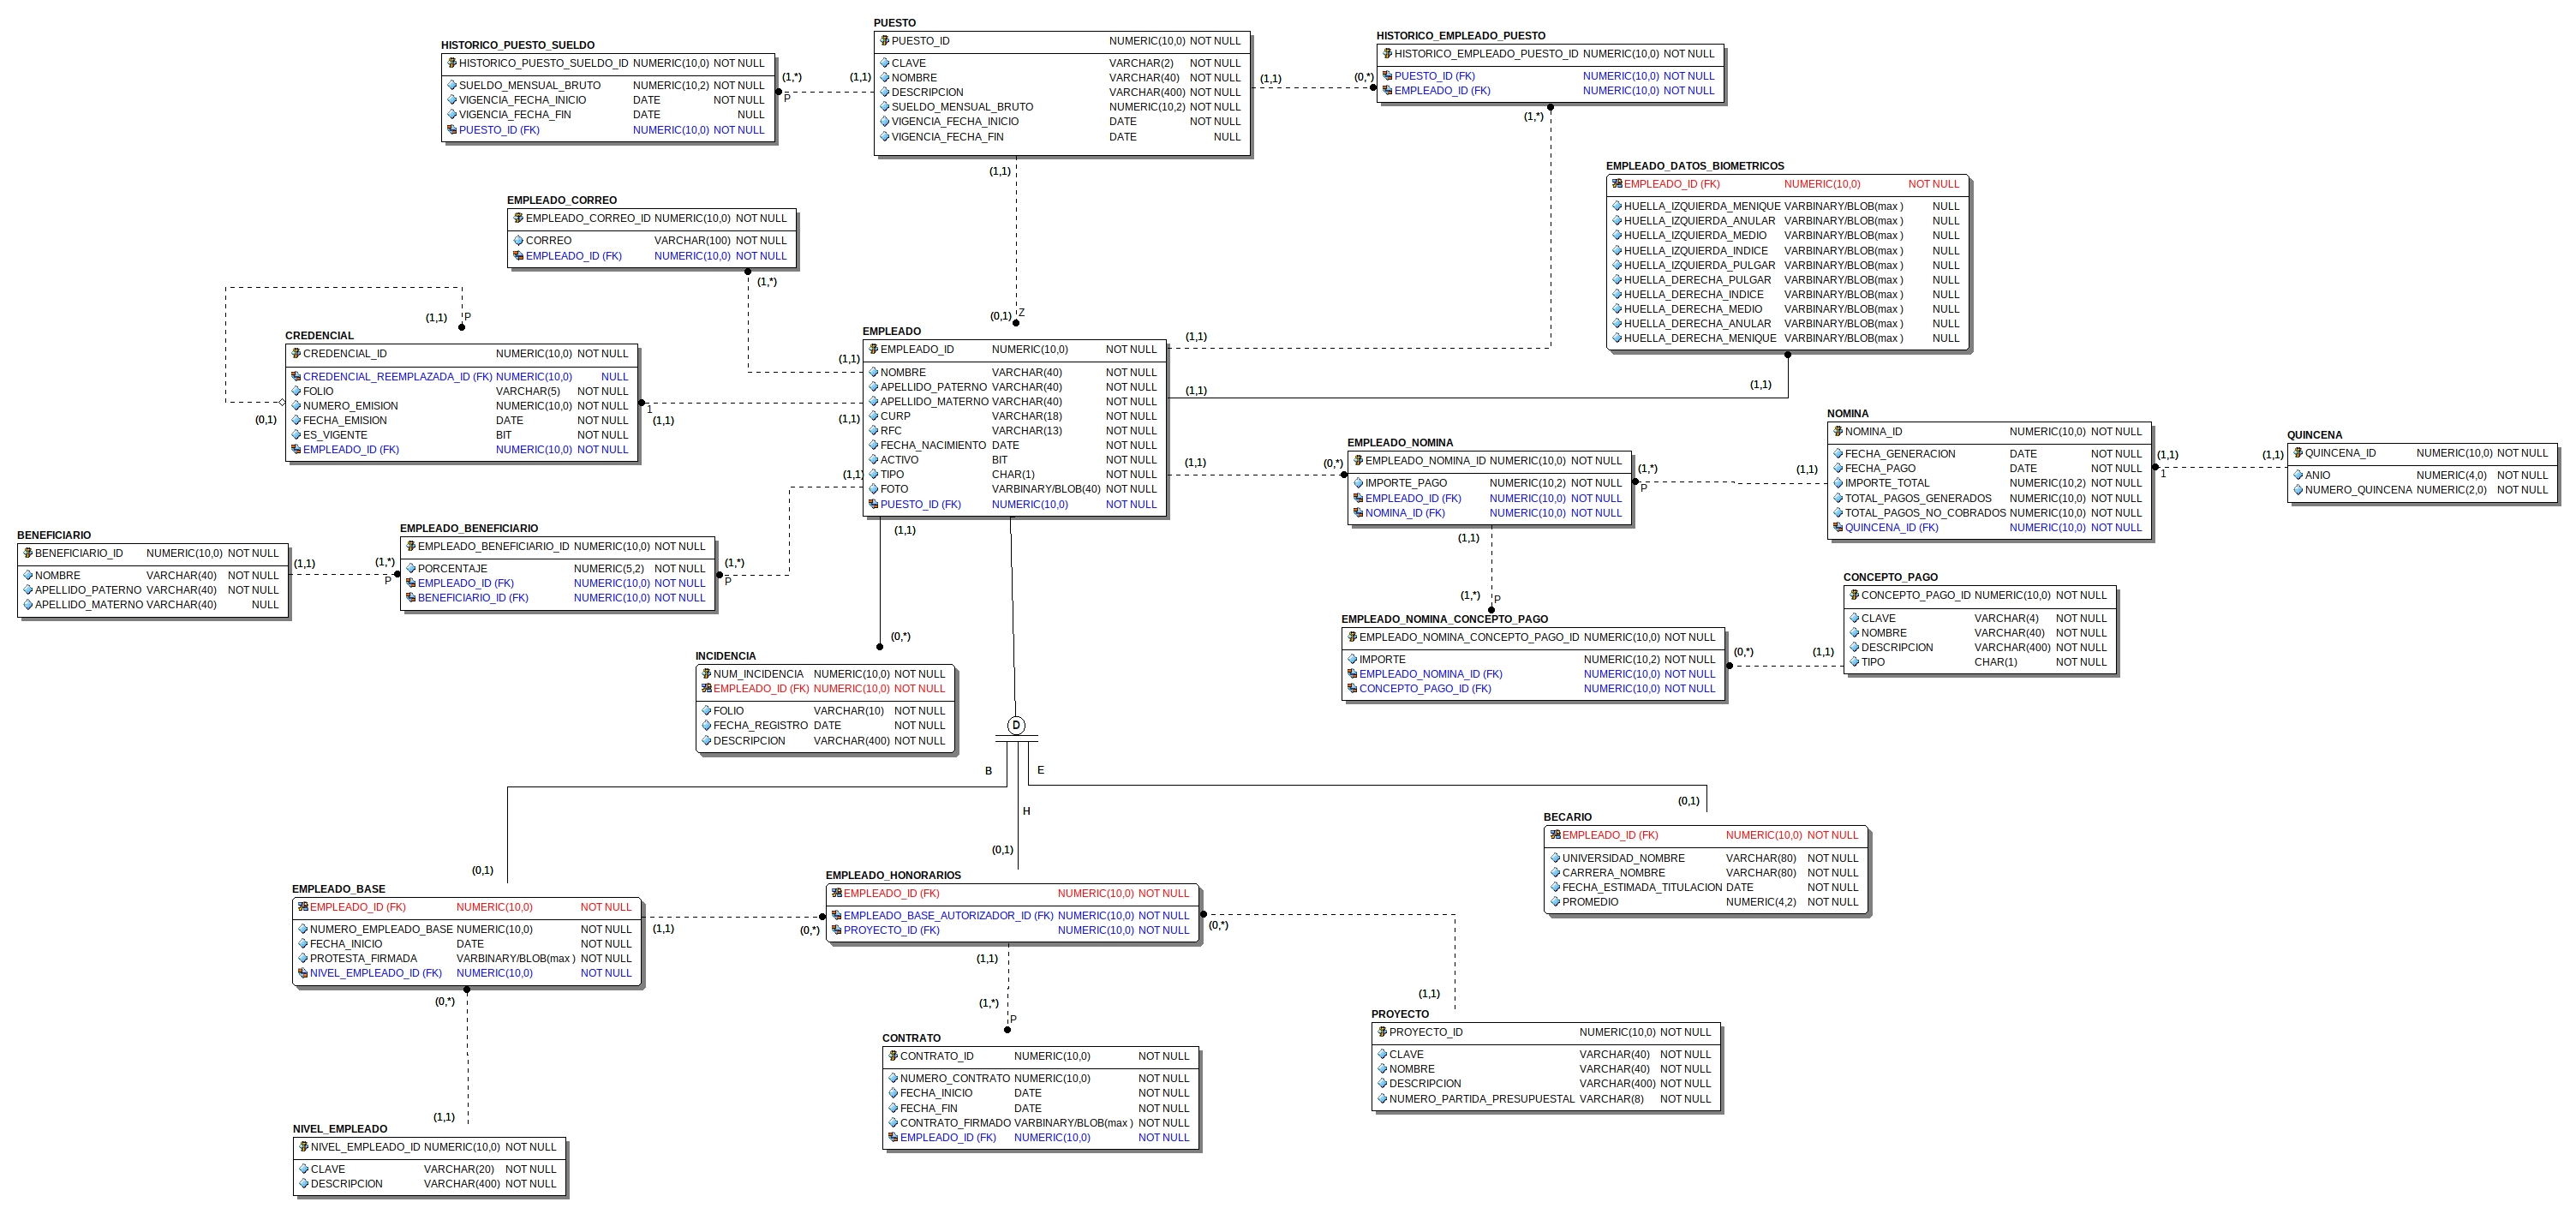 HISTORICO_PUESTO_SUELDO
HISTORICO_PUESTO_SUELDO_ID NUMERIC(10,0) NOT NULL
SUELDO_MENSUAL_BRUTO NUMERIC(10,2) NOT NULL
VIGENCIA_FECHA_INICIO DATE NOT NULL
VIGENCIA_FECHA_FIN DATE NULL
PUESTO_ID (FK) NUMERIC(10,0) NOT NULL
(1,*)
P
(1,1)
PUESTO
PUESTO_ID NUMERIC(10,0) NOT NULL
CLAVE VARCHAR(2) NOT NULL
NOMBRE VARCHAR(40) NOT NULL
DESCRIPCION VARCHAR(400) NOT NULL
SUELDO_MENSUAL_BRUTO NUMERIC(10,2) NOT NULL
VIGENCIA_FECHA_INICIO DATE NOT NULL
VIGENCIA_FECHA_FIN DATE NULL
(1,1)
(0,*)
HISTORICO_EMPLEADO_PUESTO
HISTORICO_EMPLEADO_PUESTO_ID NUMERIC(10,0) NOT NULL
PUESTO_ID (FK) NUMERIC(10,0) NOT NULL
EMPLEADO_ID (FK) NUMERIC(10,0) NOT NULL
(1,*)
(1,1)
(0,1)
Z
EMPLEADO_DATOS_BIOMETRICOS
EMPLEADO_ID (FK) NUMERIC(10,0) NOT NULL
HUELLA_IZQUIERDA_MENIQUE VARBINARY/BLOB(max ) NULL
HUELLA_IZQUIERDA_ANULAR VARBINARY/BLOB(max ) NULL
HUELLA_IZQUIERDA_MEDIO VARBINARY/BLOB(max ) NULL
HUELLA_IZQUIERDA_INDICE VARBINARY/BLOB(max ) NULL
HUELLA_IZQUIERDA_PULGAR VARBINARY/BLOB(max ) NULL
HUELLA_DERECHA_PULGAR VARBINARY/BLOB(max ) NULL
HUELLA_DERECHA_INDICE VARBINARY/BLOB(max ) NULL
HUELLA_DERECHA_MEDIO VARBINARY/BLOB(max ) NULL
HUELLA_DERECHA_ANULAR VARBINARY/BLOB(max ) NULL
HUELLA_DERECHA_MENIQUE VARBINARY/BLOB(max ) NULL
(1,1)
EMPLEADO_CORREO
EMPLEADO_CORREO_ID NUMERIC(10,0) NOT NULL
CORREO VARCHAR(100) NOT NULL
EMPLEADO_ID (FK) NUMERIC(10,0) NOT NULL
(1,*)
(1,1)
P
(0,1)
CREDENCIAL
CREDENCIAL_ID NUMERIC(10,0) NOT NULL
CREDENCIAL_REEMPLAZADA_ID (FK) NUMERIC(10,0) NULL
FOLIO VARCHAR(5) NOT NULL
NUMERO_EMISION NUMERIC(10,0) NOT NULL
FECHA_EMISION DATE NOT NULL
ES_VIGENTE BIT NOT NULL
EMPLEADO_ID (FK) NUMERIC(10,0) NOT NULL
1
(1,1)
(1,1)
(1,1)
(1,1)
EMPLEADO
EMPLEADO_ID NUMERIC(10,0) NOT NULL
NOMBRE VARCHAR(40) NOT NULL
APELLIDO_PATERNO VARCHAR(40) NOT NULL
APELLIDO_MATERNO VARCHAR(40) NOT NULL
CURP VARCHAR(18) NOT NULL
RFC VARCHAR(13) NOT NULL
FECHA_NACIMIENTO DATE NOT NULL
ACTIVO BIT NOT NULL
TIPO CHAR(1) NOT NULL
FOTO VARBINARY/BLOB(40) NOT NULL
PUESTO_ID (FK) NUMERIC(10,0) NOT NULL
(1,1)
(1,1)
(1,1)
(0,*)
(1,1)
EMPLEADO_NOMINA
EMPLEADO_NOMINA_ID NUMERIC(10,0) NOT NULL
IMPORTE_PAGO NUMERIC(10,2) NOT NULL
EMPLEADO_ID (FK) NUMERIC(10,0) NOT NULL
NOMINA_ID (FK) NUMERIC(10,0) NOT NULL
(1,*)
P
(1,1)
NOMINA
NOMINA_ID NUMERIC(10,0) NOT NULL
FECHA_GENERACION DATE NOT NULL
FECHA_PAGO DATE NOT NULL
IMPORTE_TOTAL NUMERIC(10,2) NOT NULL
TOTAL_PAGOS_GENERADOS NUMERIC(10,0) NOT NULL
TOTAL_PAGOS_NO_COBRADOS NUMERIC(10,0) NOT NULL
QUINCENA_ID (FK) NUMERIC(10,0) NOT NULL
(1,1)
1
(1,1)
QUINCENA
QUINCENA_ID NUMERIC(10,0) NOT NULL
ANIO NUMERIC(4,0) NOT NULL
NUMERO_QUINCENA NUMERIC(2,0) NOT NULL
BENEFICIARIO
BENEFICIARIO_ID NUMERIC(10,0) NOT NULL
NOMBRE VARCHAR(40) NOT NULL
APELLIDO_PATERNO VARCHAR(40) NOT NULL
APELLIDO_MATERNO VARCHAR(40) NULL
(1,1)
(1,*)
P
EMPLEADO_BENEFICIARIO
EMPLEADO_BENEFICIARIO_ID NUMERIC(10,0) NOT NULL
PORCENTAJE NUMERIC(5,2) NOT NULL
EMPLEADO_ID (FK) NUMERIC(10,0) NOT NULL
BENEFICIARIO_ID (FK) NUMERIC(10,0) NOT NULL
(1,*)
P
(0,*)
INCIDENCIA
NUM_INCIDENCIA NUMERIC(10,0) NOT NULL
EMPLEADO_ID (FK) NUMERIC(10,0) NOT NULL
FOLIO VARCHAR(10) NOT NULL
FECHA_REGISTRO DATE NOT NULL
DESCRIPCION VARCHAR(400) NOT NULL
(1,1)
(1,*)
P
EMPLEADO_NOMINA_CONCEPTO_PAGO
EMPLEADO_NOMINA_CONCEPTO_PAGO_ID NUMERIC(10,0) NOT NULL
IMPORTE NUMERIC(10,2) NOT NULL
EMPLEADO_NOMINA_ID (FK) NUMERIC(10,0) NOT NULL
CONCEPTO_PAGO_ID (FK) NUMERIC(10,0) NOT NULL
(0,*)
(1,1)
CONCEPTO_PAGO
CONCEPTO_PAGO_ID NUMERIC(10,0) NOT NULL
CLAVE VARCHAR(4) NOT NULL
NOMBRE VARCHAR(40) NOT NULL
DESCRIPCION VARCHAR(400) NOT NULL
TIPO CHAR(1) NOT NULL
D
B
E
H
(0,1)
(0,1)
(0,1)
EMPLEADO_BASE
EMPLEADO_ID (FK) NUMERIC(10,0) NOT NULL
NUMERO_EMPLEADO_BASE NUMERIC(10,0) NOT NULL
FECHA_INICIO DATE NOT NULL
PROTESTA_FIRMADA VARBINARY/BLOB(max ) NOT NULL
NIVEL_EMPLEADO_ID (FK) NUMERIC(10,0) NOT NULL
(1,1)
(0,*)
EMPLEADO_HONORARIOS
EMPLEADO_ID (FK) NUMERIC(10,0) NOT NULL
EMPLEADO_BASE_AUTORIZADOR_ID (FK) NUMERIC(10,0) NOT NULL
PROYECTO_ID (FK) NUMERIC(10,0) NOT NULL
(0,*)
(1,1)
BECARIO
EMPLEADO_ID (FK) NUMERIC(10,0) NOT NULL
UNIVERSIDAD_NOMBRE VARCHAR(80) NOT NULL
CARRERA_NOMBRE VARCHAR(80) NOT NULL
FECHA_ESTIMADA_TITULACION DATE NOT NULL
PROMEDIO NUMERIC(4,2) NOT NULL
(0,*)
(1,1)
NIVEL_EMPLEADO
NIVEL_EMPLEADO_ID NUMERIC(10,0) NOT NULL
CLAVE VARCHAR(20) NOT NULL
DESCRIPCION VARCHAR(400) NOT NULL
(1,1)
(1,*)
P
CONTRATO
CONTRATO_ID NUMERIC(10,0) NOT NULL
NUMERO_CONTRATO NUMERIC(10,0) NOT NULL
FECHA_INICIO DATE NOT NULL
FECHA_FIN DATE NOT NULL
CONTRATO_FIRMADO VARBINARY/BLOB(max ) NOT NULL
EMPLEADO_ID (FK) NUMERIC(10,0) NOT NULL
PROYECTO
PROYECTO_ID NUMERIC(10,0) NOT NULL
CLAVE VARCHAR(40) NOT NULL
NOMBRE VARCHAR(40) NOT NULL
DESCRIPCION VARCHAR(400) NOT NULL
NUMERO_PARTIDA_PRESUPUESTAL VARCHAR(8) NOT NULL